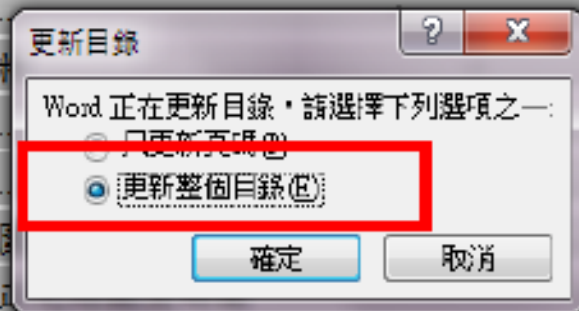 更新目錄
Word 正在更新目錄，請選擇下列選項之一:
只更新頁碼(P)
更新整個目錄(E)
確定
取消